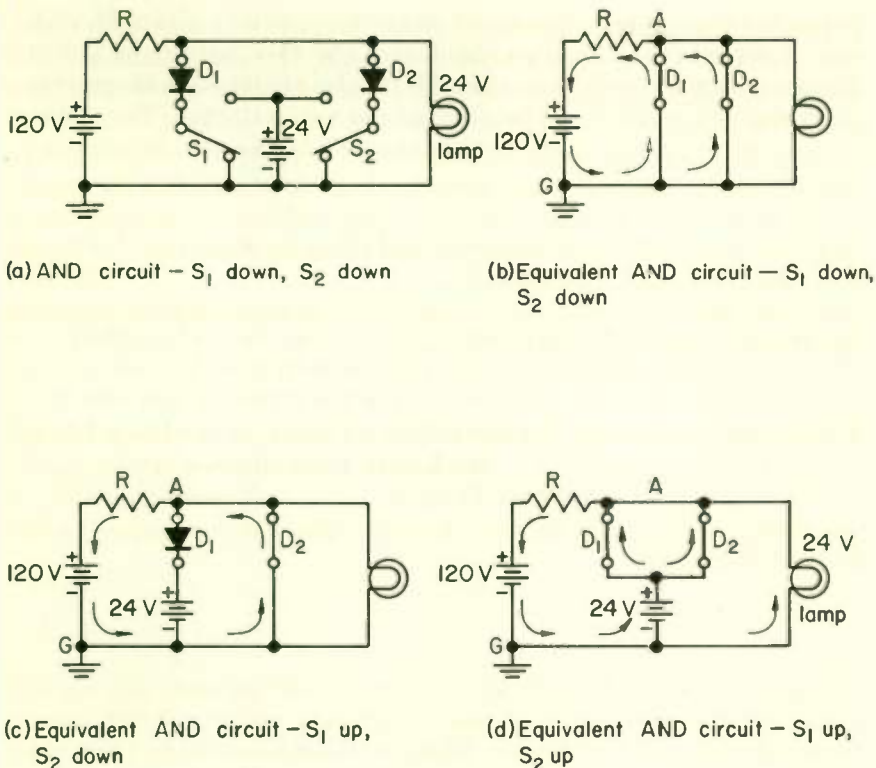 R
D₁
D₂
24 V
120 V
+
-
24 V
+
-
S₁
S₂
lamp
(a) AND circuit – S₁ down, S₂ down
R
A
D₁
D₂
120V
+
-
G
(b) Equivalent AND circuit – S₁ down,
S₂ down
R
A
D₁
D₂
120 V
+
-
24 V
+
-
G
(c) Equivalent AND circuit – S₁ up,
S₂ down
R
A
D₁
D₂
24 V
120 V
+
-
24 V
+
-
lamp
G
(d) Equivalent AND circuit – S₁ up,
S₂ up